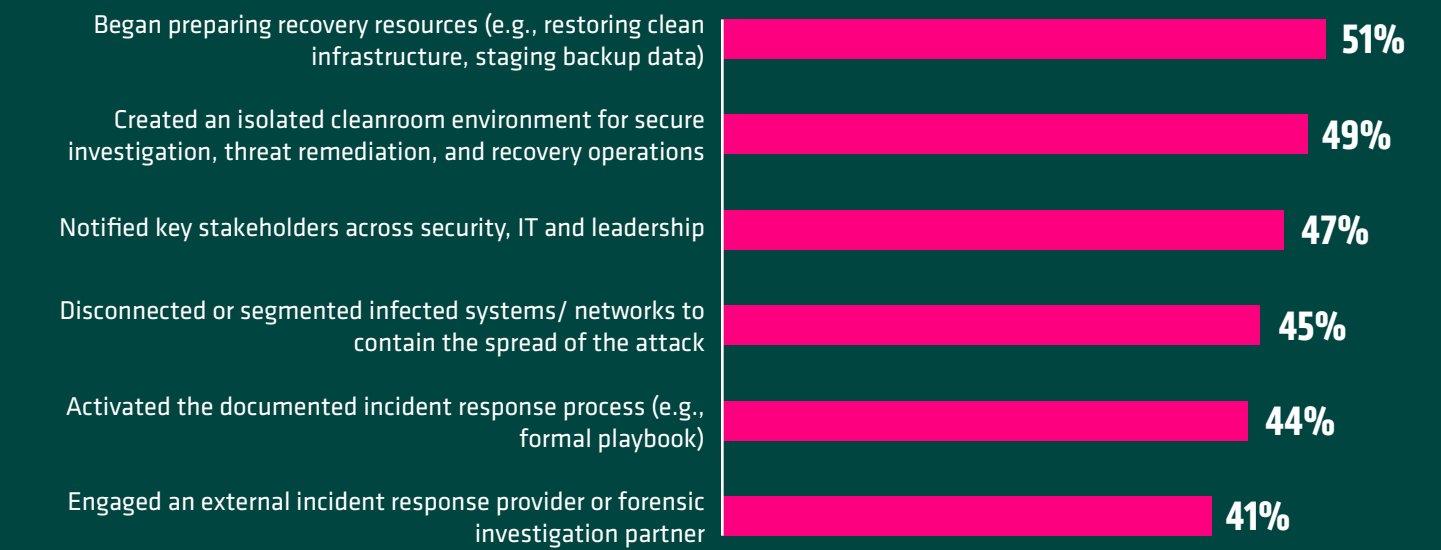 Began preparing recovery resources (e.g., restoring clean
infrastructure, staging backup data)
51%
Created an isolated cleanroom environment for secure
investigation, threat remediation, and recovery operations
49%
Notified key stakeholders across security, IT and leadership
47%
Disconnected or segmented infected systems/ networks to
contain the spread of the attack
45%
Activated the documented incident response process (e.g.,
formal playbook)
44%
Engaged an external incident response provider or forensic
investigation partner
41%